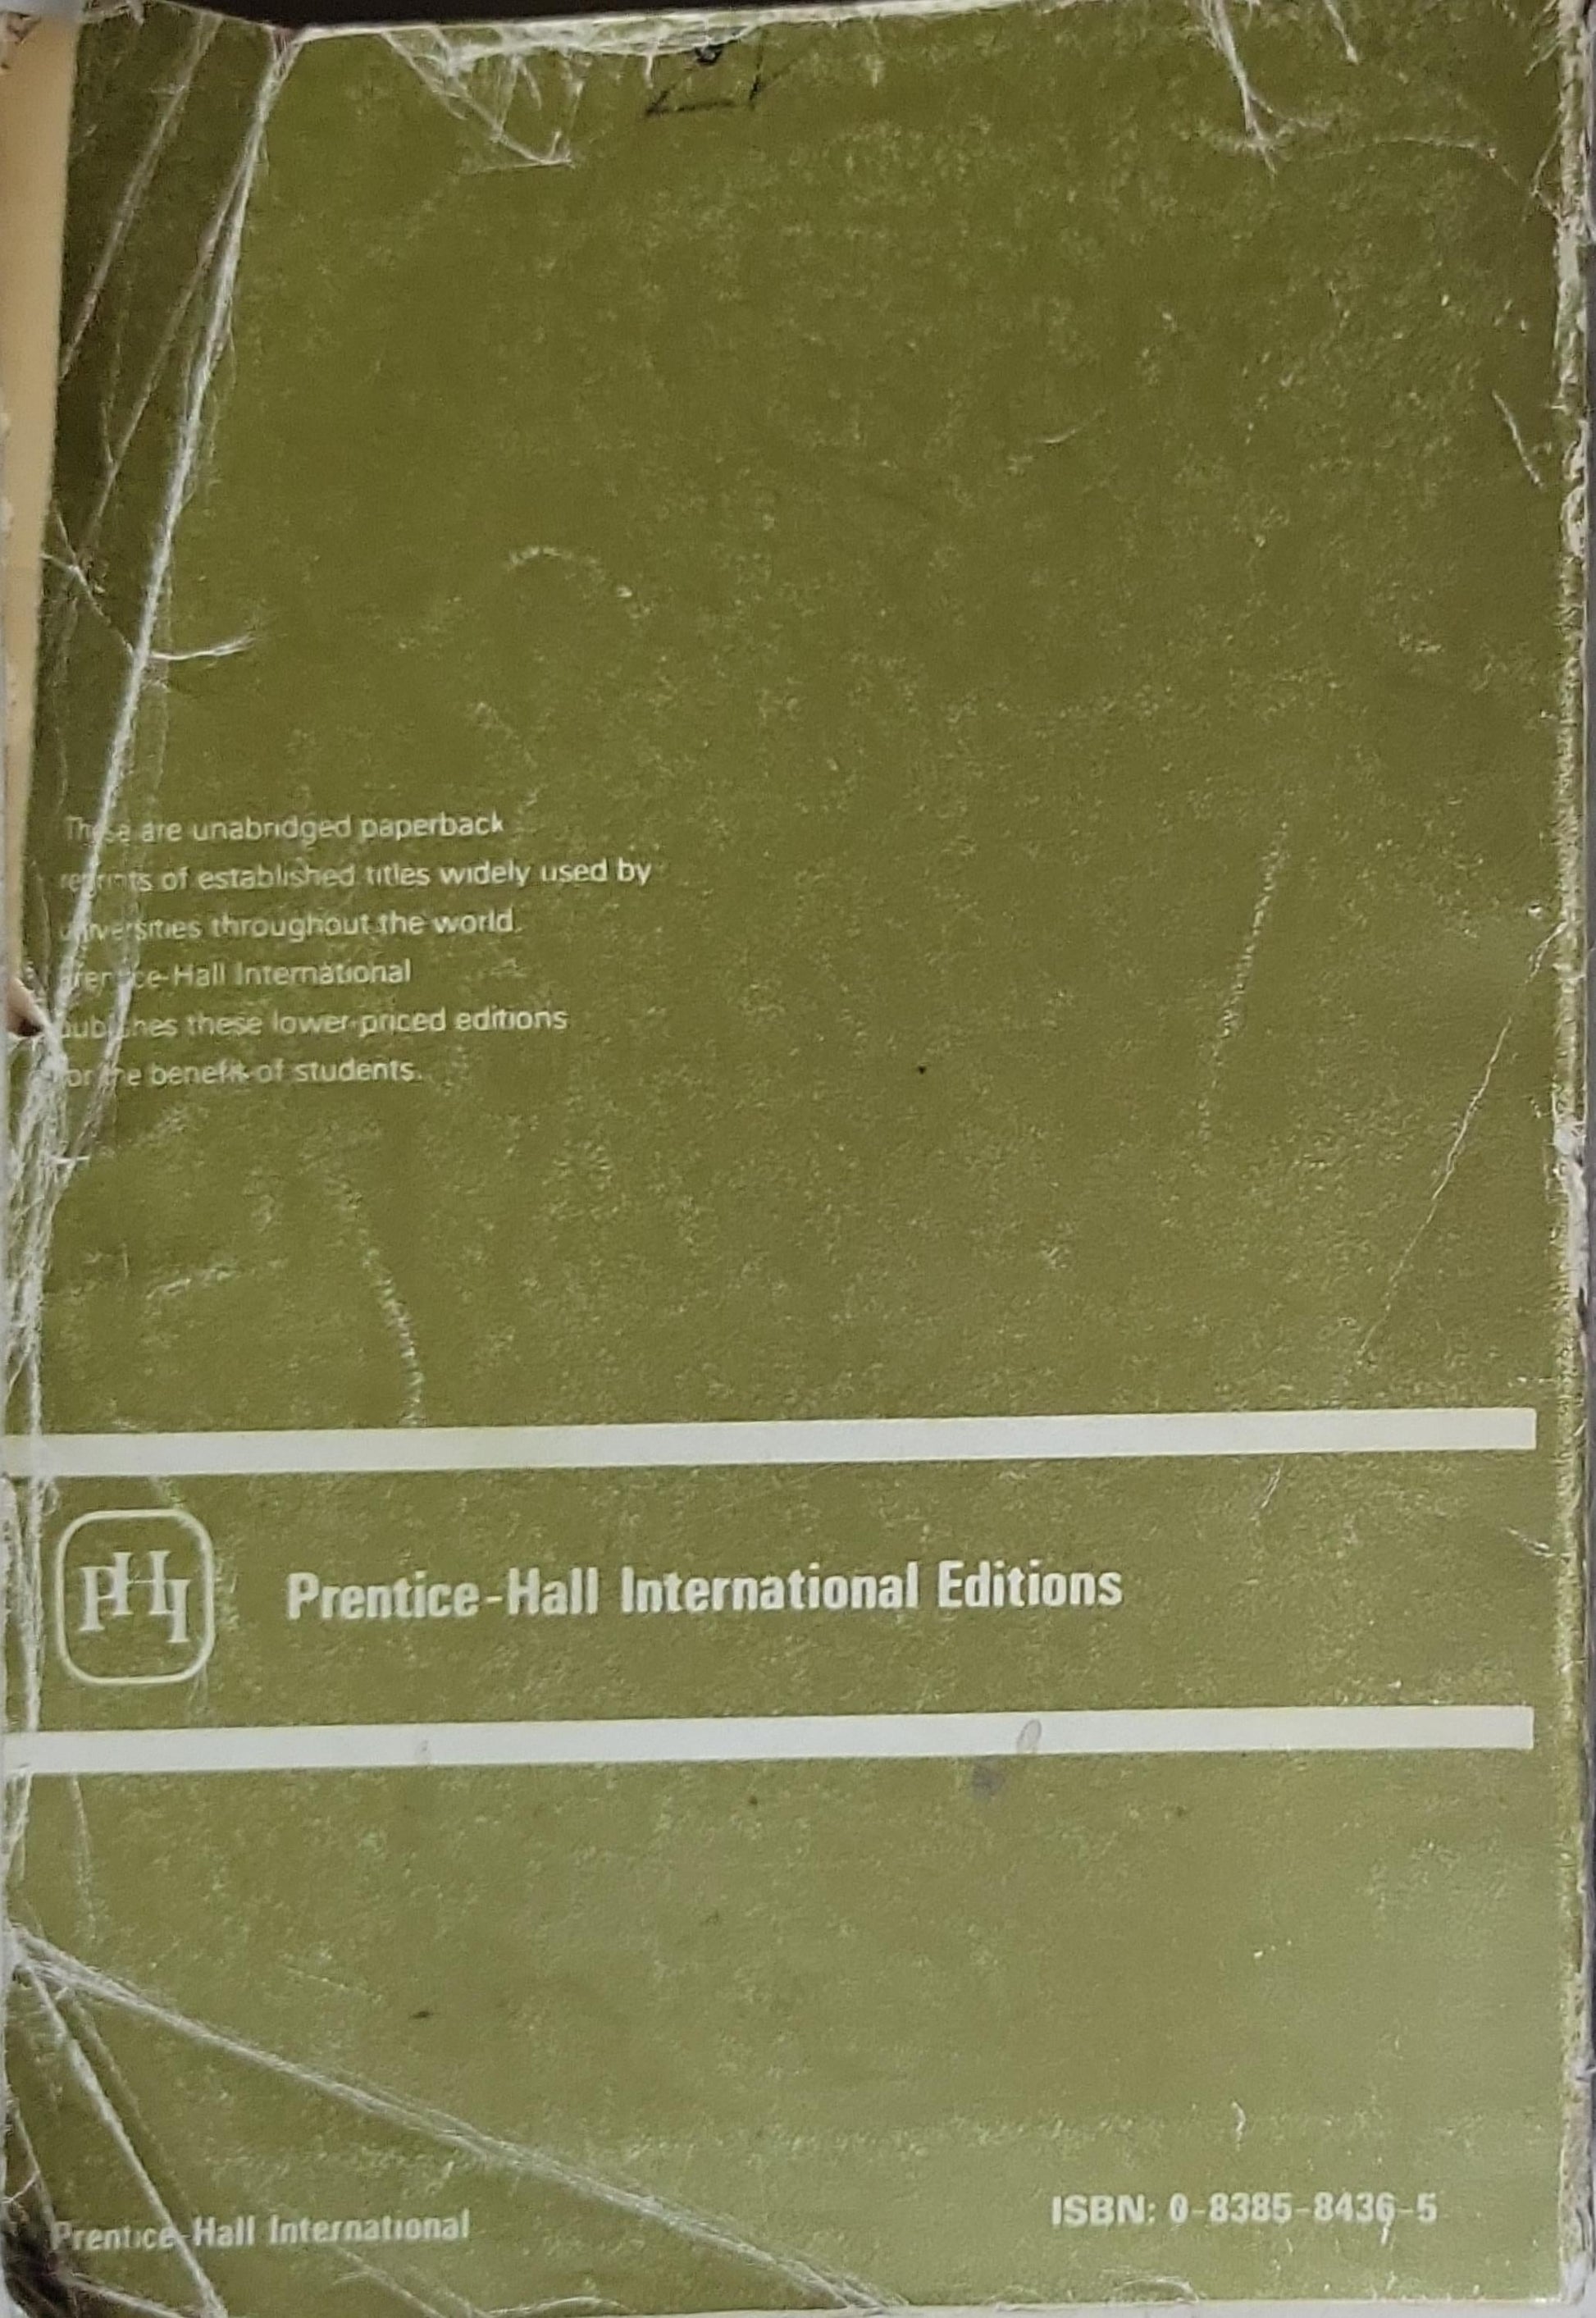 These are unabridged paperback
reprints of established titles widely used by
universities throughout the world.
Prentice-Hall International
publishes these lower-priced editions
for the benefit of students.
PHI
Prentice-Hall International Editions
Prentice-Hall International
ISBN: 0-8385-8436-5